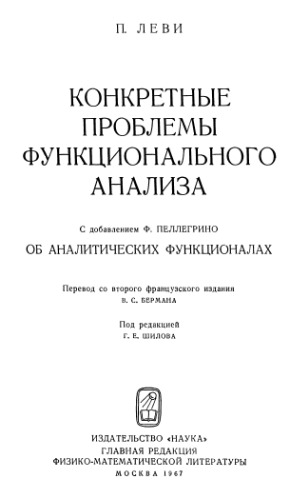 П. ЛЕВИ
КОНКРЕТНЫЕ
ПРОБЛЕМЫ
ФУНКЦИОНАЛЬНОГО
АНАЛИЗА
С добавлением Ф. ПЕЛЛЕГРИНО
ОБ АНАЛИТИЧЕСКИХ ФУНКЦИОНАЛАХ
Перевод со второго французского издания
В. С. БЕРМАНА
Под редакцией
Г. Е. ШИЛОВА
ИЗДАТЕЛЬСТВО «НАУКА»
ГЛАВНАЯ РЕДАКЦИЯ
ФИЗИКО-МАТЕМАТИЧЕСКОЙ ЛИТЕРАТУРЫ
МОСКВА 1967